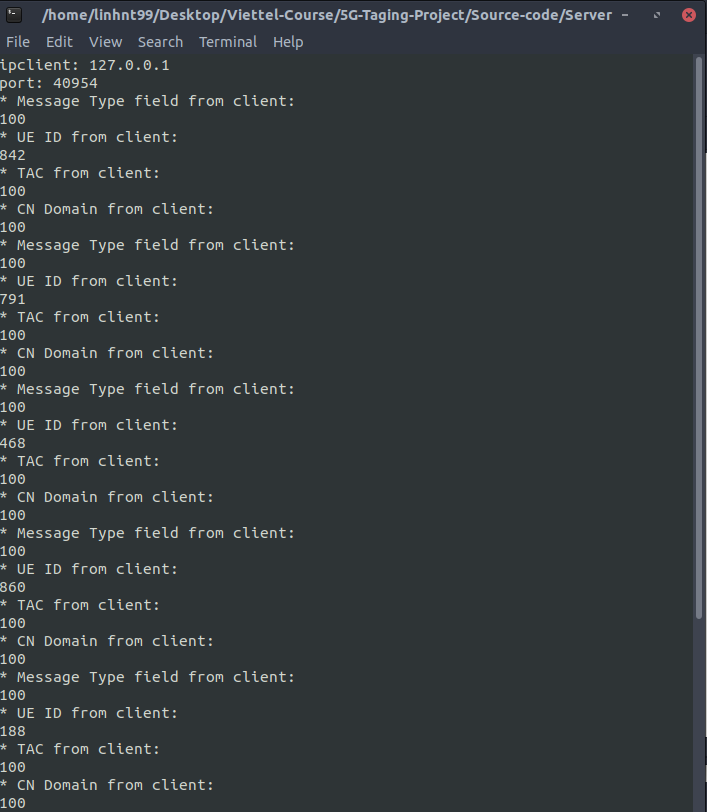 /home/linhnt99/Desktop/Viettel-Course/5G-Taging-Project/Source-code/Server
File Edit View Search Terminal Help
ipclient: 127.0.0.1
port: 40954
* Message Type field from client:
100
* UE ID from client:
842
* TAC from client:
100
* CN Domain from client:
100
* Message Type field from client:
100
* UE ID from client:
791
* TAC from client:
100
* CN Domain from client:
100
* Message Type field from client:
100
* UE ID from client:
468
* TAC from client:
100
* CN Domain from client:
100
* Message Type field from client:
100
* UE ID from client:
860
* TAC from client:
100
* CN Domain from client:
100
* Message Type field from client:
100
* UE ID from client:
188
* TAC from client:
100
* CN Domain from client:
100